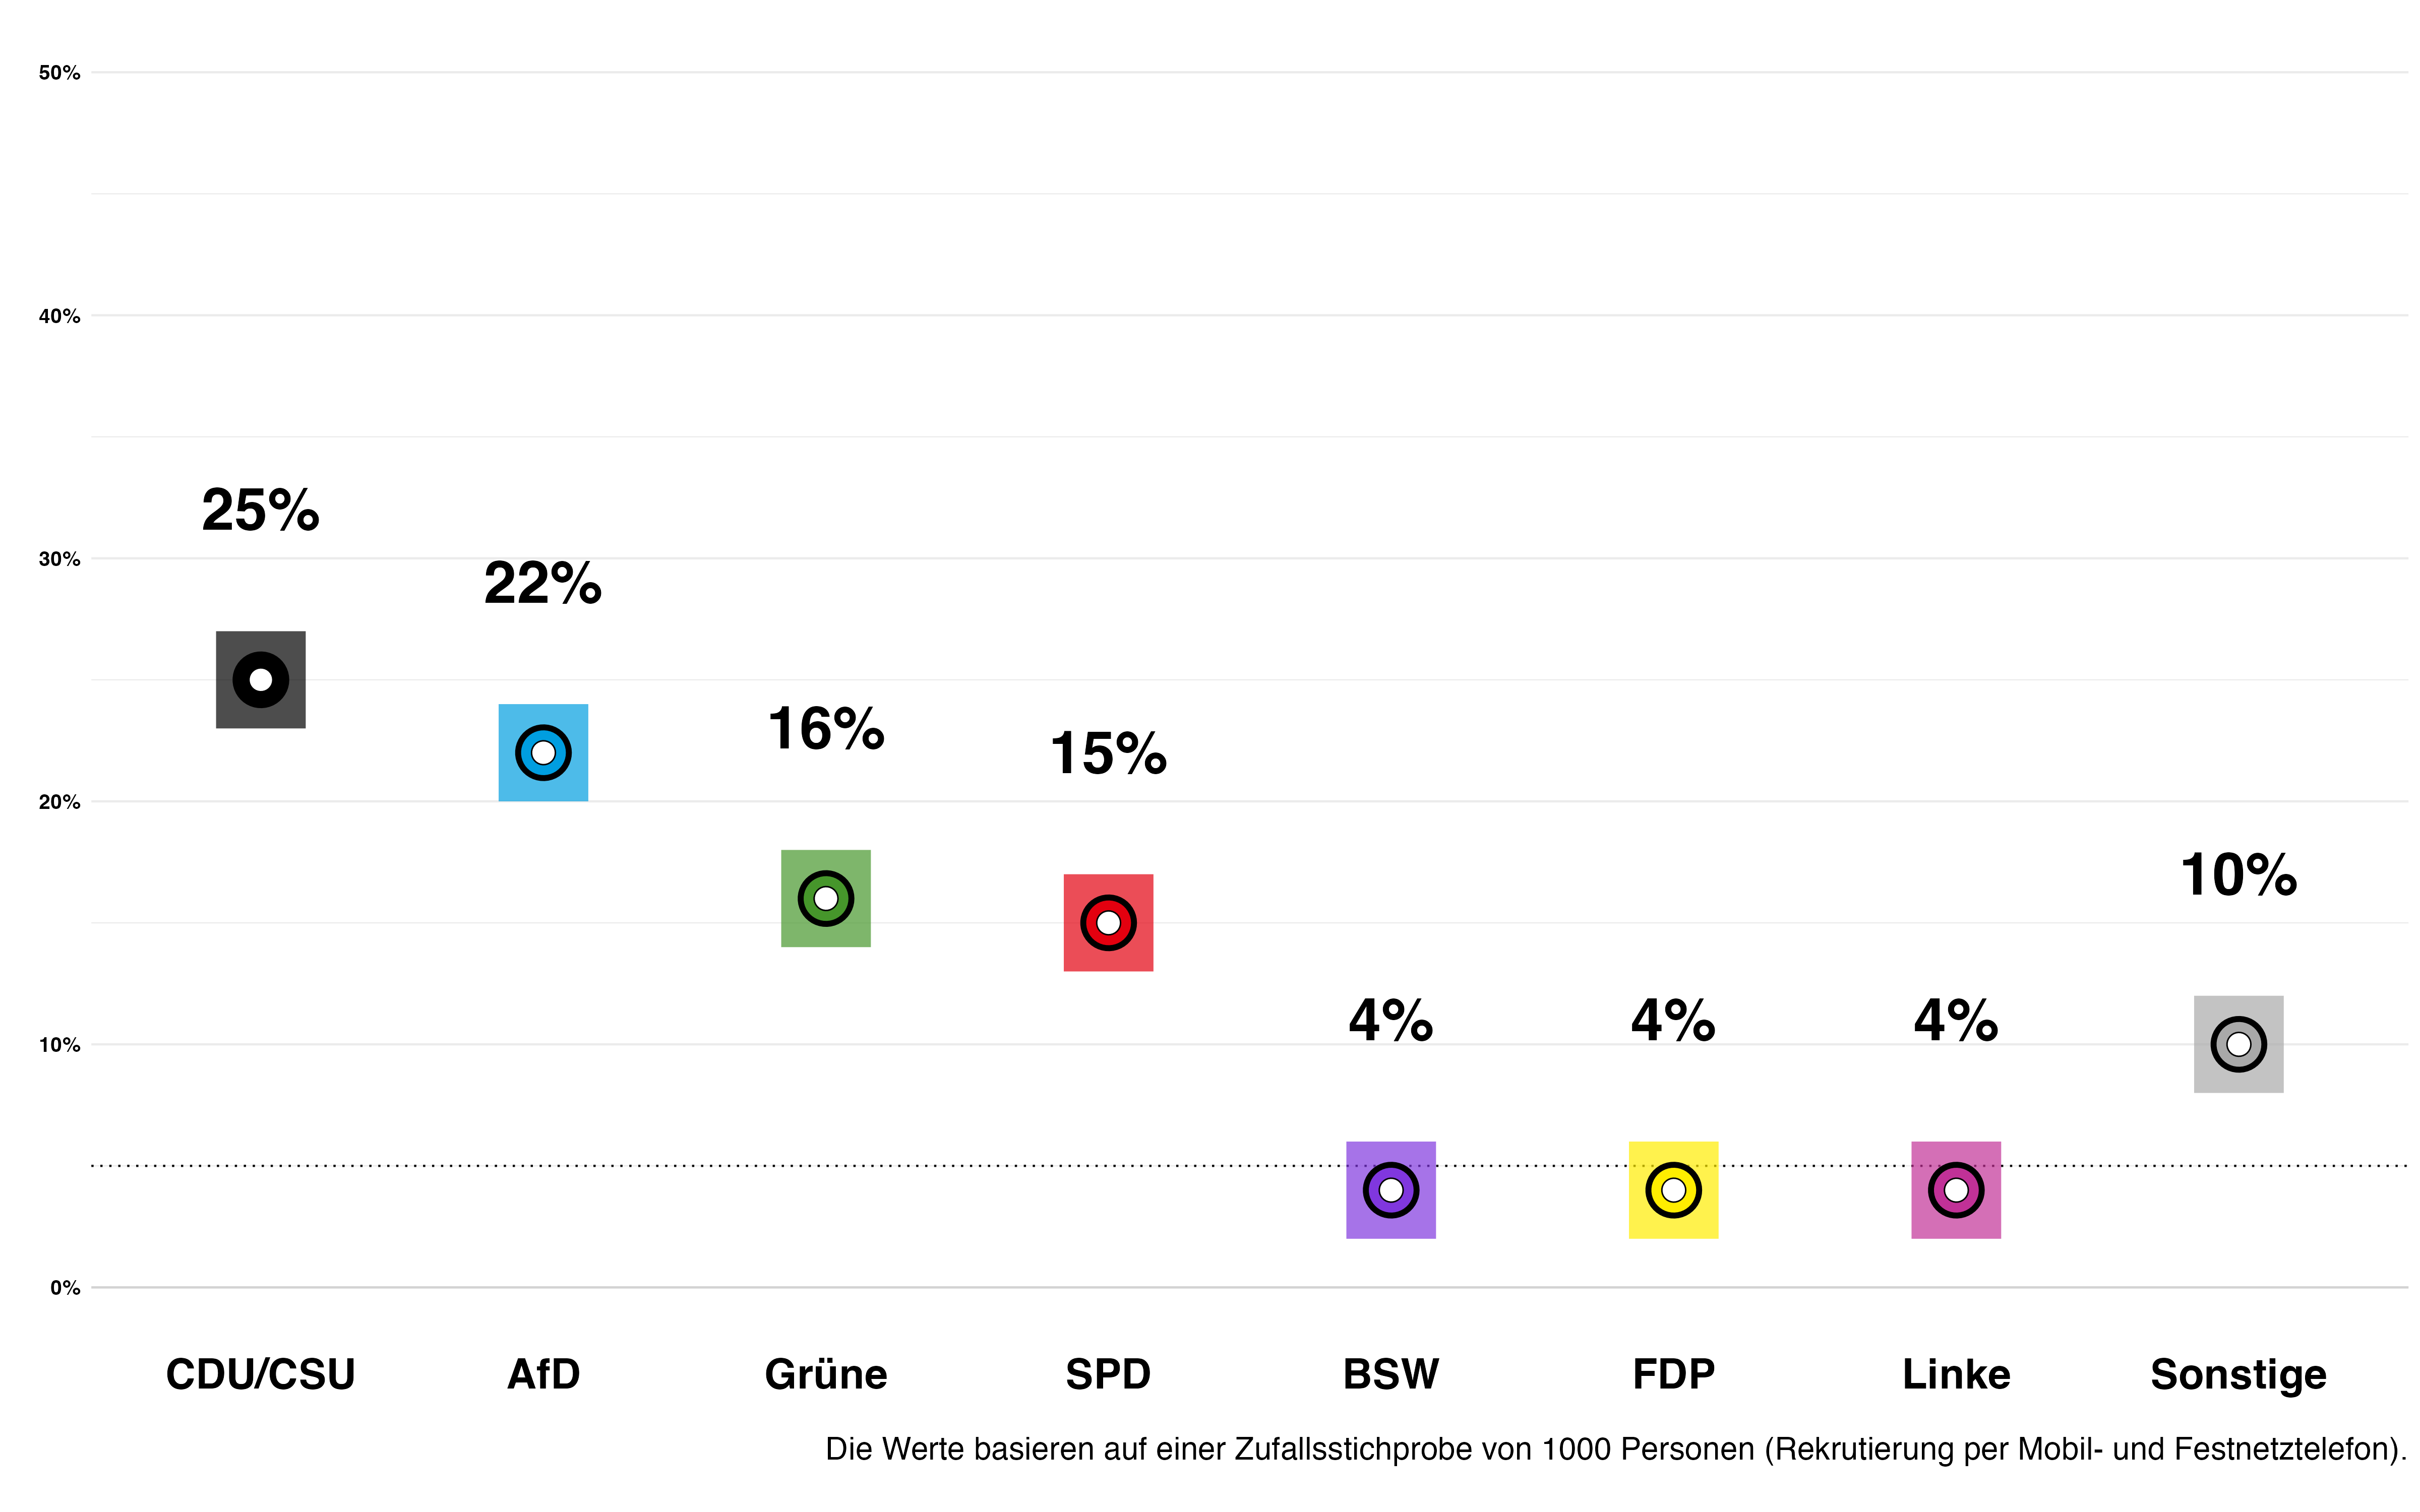 50%
40%
30%
20%
10%
0%
25%
22%
16%
15%
4%
4%
4%
10%
CDU/CSU
AfD
Grüne
SPD
BSW
FDP
Linke
Sonstige
Die Werte basieren auf einer Zufallsstichprobe von 1000 Personen (Rekrutierung per Mobil- und Festnetztelefon).